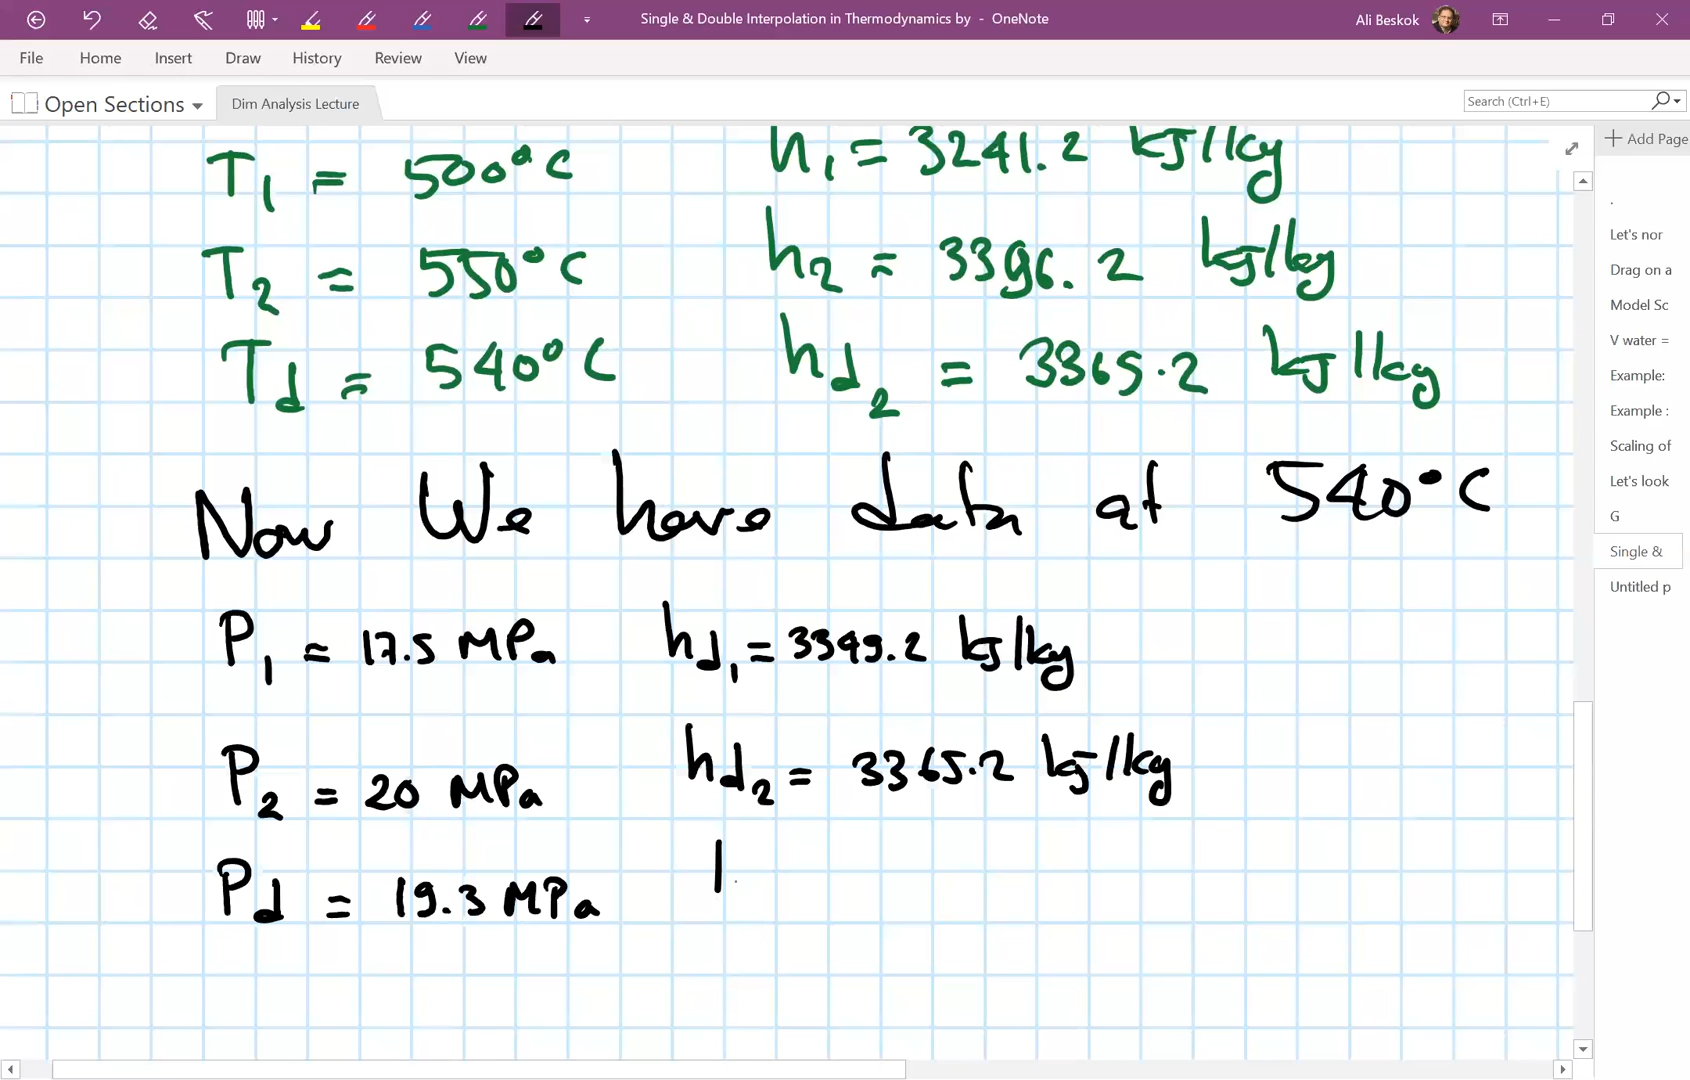 Single & Double Interpolation in Thermodynamics by - OneNote
Ali Beskok
File Home Insert Draw History Review View
Open Sections
Dim Analysis Lecture
Search (Ctrl+E)
Add Page
T1 = 500°C h1 = 3241.2 kJ/kg
T2 = 550°C h2 = 3396.2 kJ/kg
Td = 540°C hd2 = 3365.2 kJ/kg
Now We have data at 540°C
P1 = 17.5 MPa hd1 = 3349.2 kJ/kg
P2 = 20 MPa hd2 = 3365.2 kJ/kg
Pd = 19.3 MPa
.
Let's nor
Drag on a
Model Sc
V water =
Example:
Example :
Scaling of
Let's look
G
Single &
Untitled p